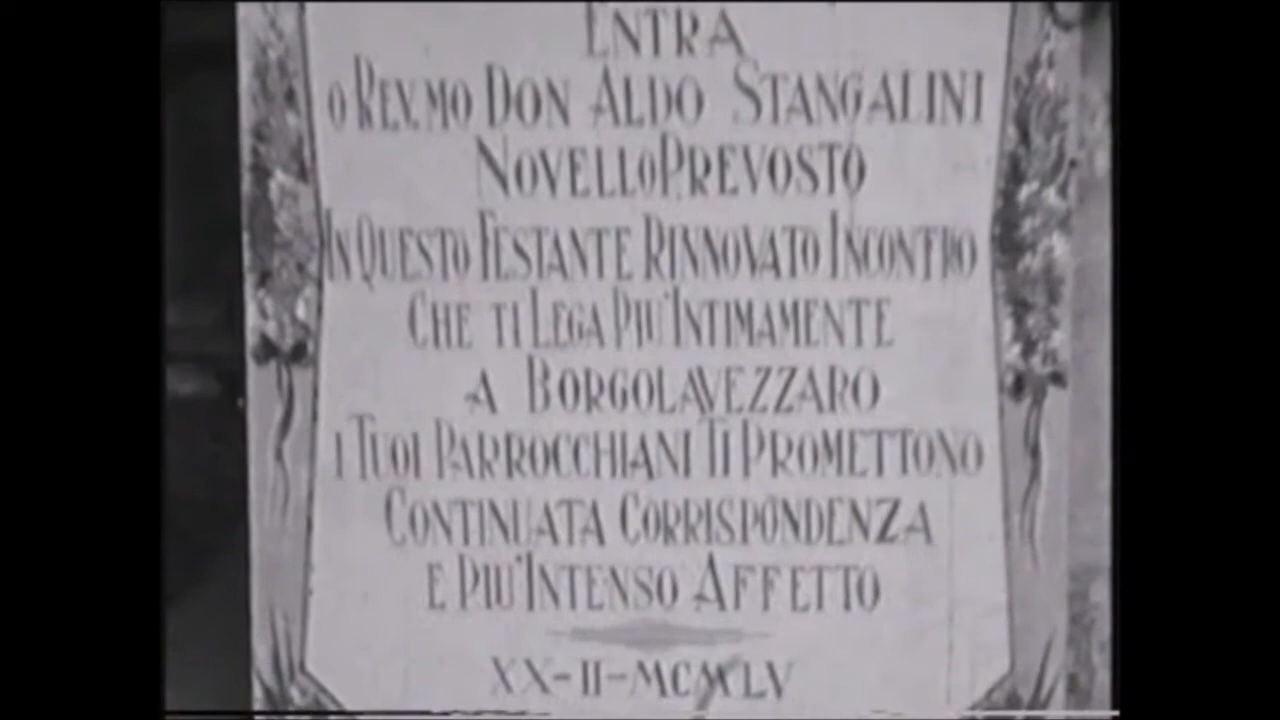 ENTRA
O REV.MO DON ALDO STANGALINI
NOVELLO PREVOSTO
IN QUESTO FESTANTE RINNOVATO INCONTRO
CHE TI LEGA PIU' INTIMAMENTE
A BORGOLAVEZZARO
I TUOI PARROCCHIANI TI PROMETTONO
CONTINUATA CORRISPONDENZA
E PIU' INTENSO AFFETTO
XX-II-MCMLV